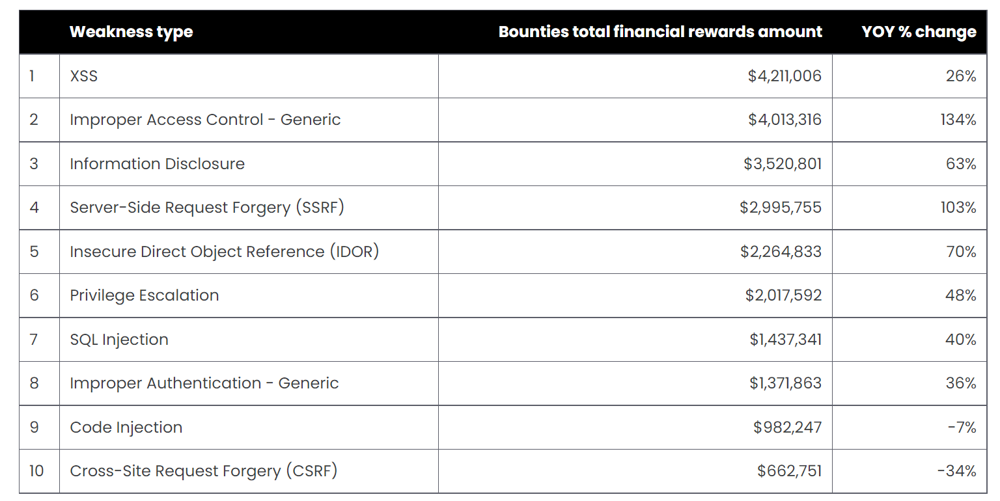 Weakness type Bounties total financial rewards amount YOY % change
1 XSS $4,211,006 26%
2 Improper Access Control - Generic $4,013,316 134%
3 Information Disclosure $3,520,801 63%
4 Server-Side Request Forgery (SSRF) $2,995,755 103%
5 Insecure Direct Object Reference (IDOR) $2,264,833 70%
6 Privilege Escalation $2,017,592 48%
7 SQL Injection $1,437,341 40%
8 Improper Authentication - Generic $1,371,863 36%
9 Code Injection $982,247 -7%
10 Cross-Site Request Forgery (CSRF) $662,751 -34%